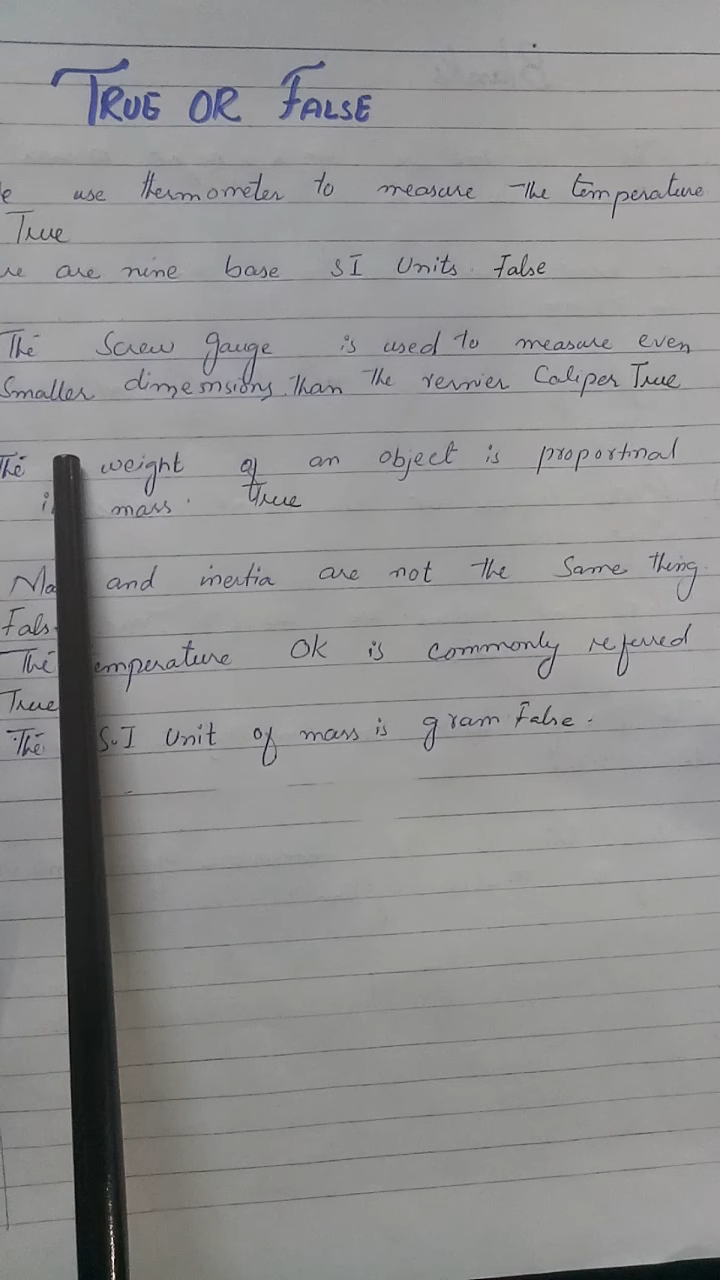 TRUE OR FALSE
use thermometer to measure the temperature
True
are nine base SI Units. False
The Screw gauge is used to measure even
Smaller dimemsions than the vernier Caliper True
The weight of an object is proportnal
mass. True
and inertia are not the same thing.
The emperature OK is commonly referred
True
The S.I Unit of mass is gram False.